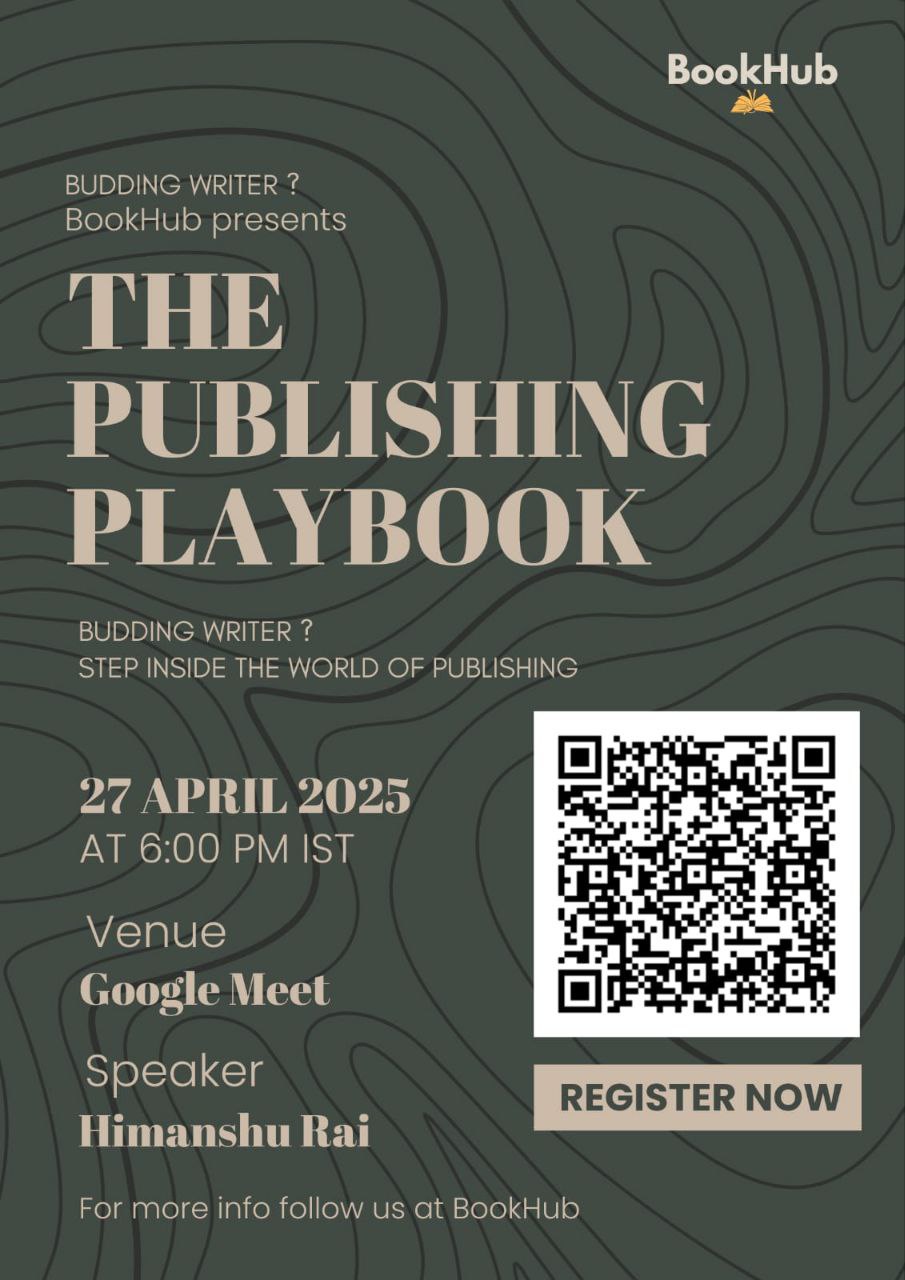 BookHub
BUDDING WRITER ?
BookHub presents
THE
PUBLISHING
PLAYBOOK
BUDDING WRITER ?
STEP INSIDE THE WORLD OF PUBLISHING
27 APRIL 2025
AT 6:00 PM IST
Venue
Google Meet
Speaker
Himanshu Rai
REGISTER NOW
For more info follow us at BookHub